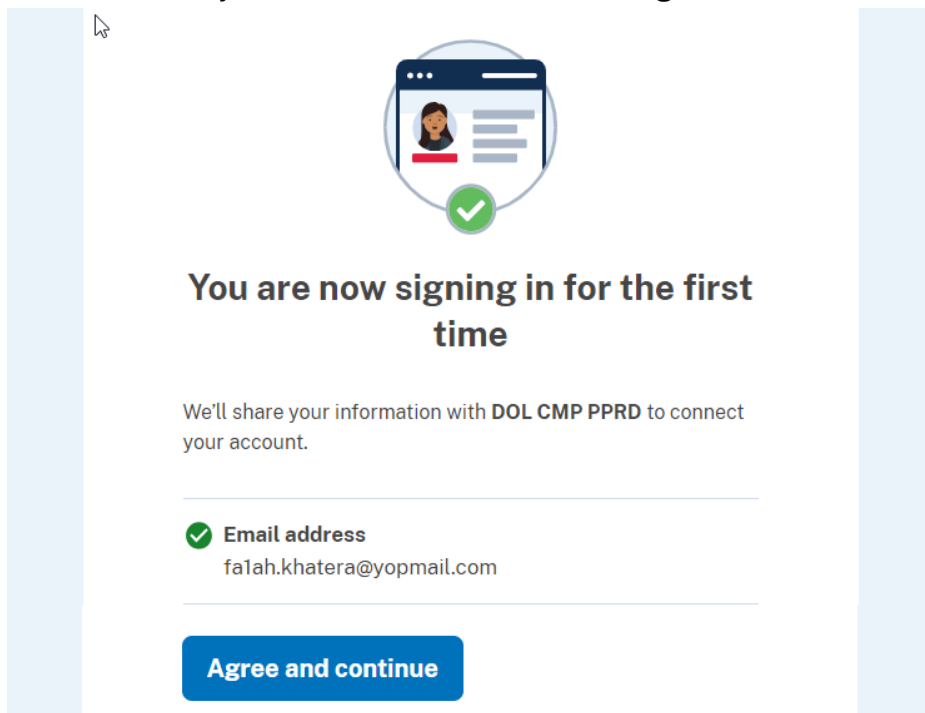 You are now signing in for the first
time
We'll share your information with DOL CMP PPRD to connect
your account.
Email address
fa1ah.khatera@yopmail.com
Agree and continue